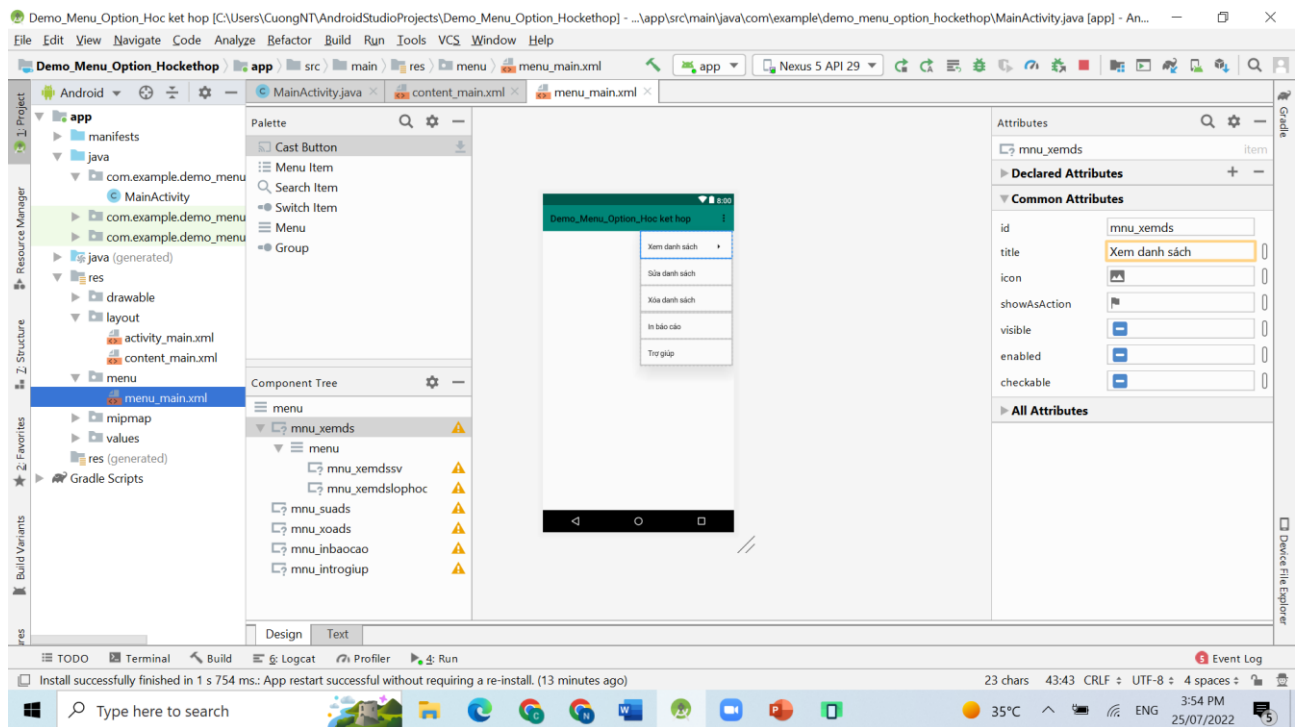 Demo_Menu_Option_Hoc ket hop [C:\Users\CuongNT\AndroidStudioProjects\Demo_Menu_Option_Hockethop] - ...\app\src\main\java\com\example\demo_menu_option_hockethop\MainActivity.java [app] - An...
File Edit View Navigate Code Analyze Refactor Build Run Tools VCS Window Help
Demo_Menu_Option_Hockethop app src main res menu menu_main.xml app Nexus 5 API 29
Android MainActivity.java content_main.xml menu_main.xml
1: Project
Resource Manager
Z: Structure
2: Favorites
Build Variants
app
manifests
java
com.example.demo_menu
MainActivity
com.example.demo_menu
com.example.demo_menu
java (generated)
res
drawable
layout
activity_main.xml
content_main.xml
menu
menu_main.xml
mipmap
values
res (generated)
Gradle Scripts
Palette
Cast Button
Menu Item
Search Item
Switch Item
Menu
Group
Component Tree
menu
mnu_xemds
menu
mnu_xemdssv
mnu_xemdslophoc
mnu_suads
mnu_xoads
mnu_inbaocao
mnu_introgiup
8:00
Demo_Menu_Option_Hoc ket hop
Xem danh sách
Sửa danh sách
Xóa danh sách
In báo cáo
Trợ giúp
Attributes
mnu_xemds item
Declared Attributes
Common Attributes
id mnu_xemds
title Xem danh sách
icon
showAsAction
visible
enabled
checkable
All Attributes
Gradle
Device File Explorer
Design Text
TODO Terminal Build 6: Logcat Profiler 4: Run 5 Event Log
Install successfully finished in 1 s 754 ms.: App restart successful without requiring a re-install. (13 minutes ago) 23 chars 43:43 CRLF UTF-8 4 spaces
Type here to search 35°C ENG 3:54 PM
25/07/2022 5